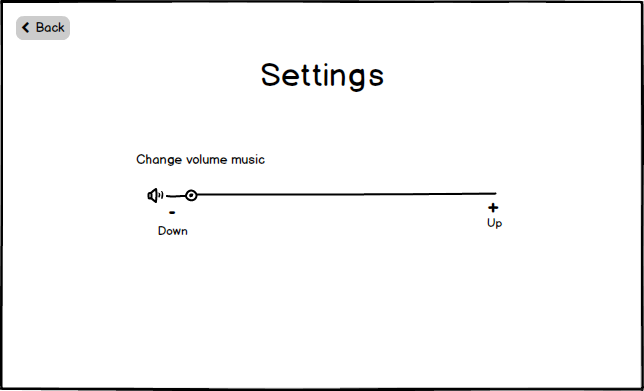 Back
Settings
Change volume music
-
+
Down
Up